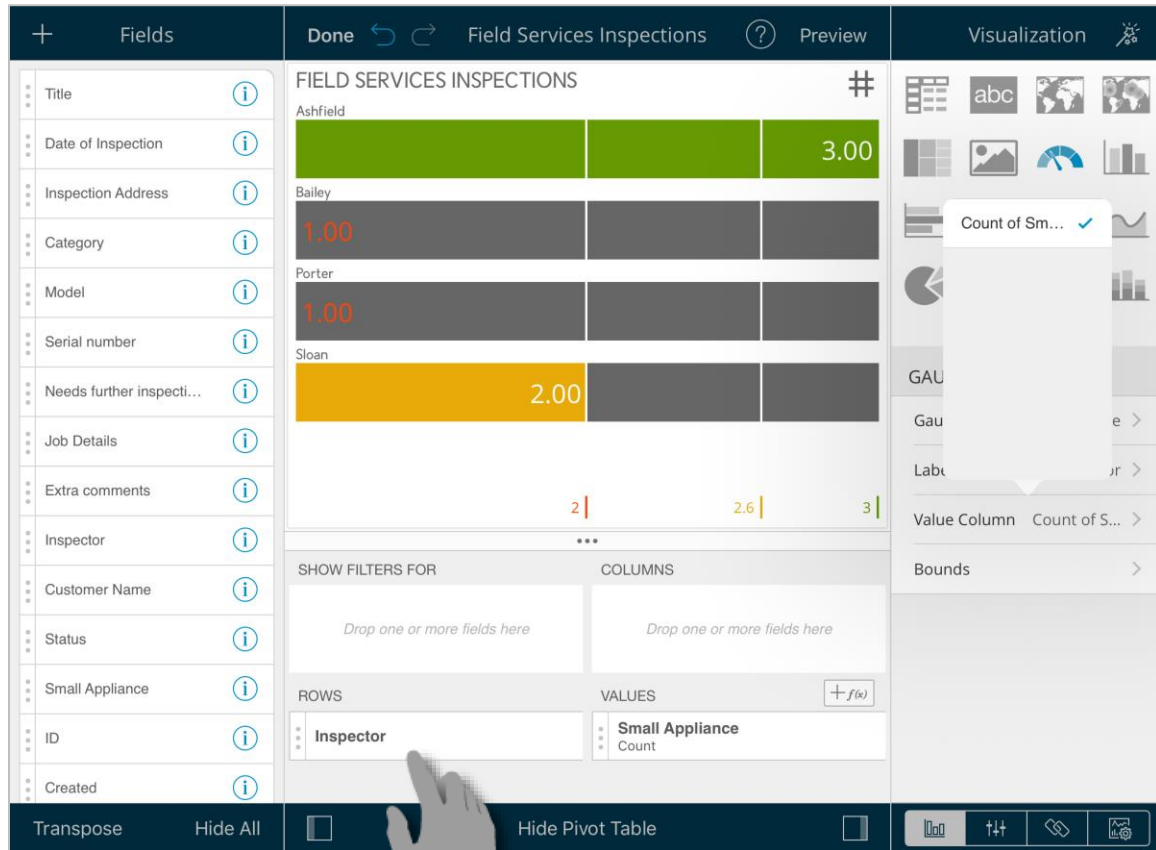 Fields
Done
Field Services Inspections
?
Preview
Visualization
Title
Date of Inspection
Inspection Address
Category
Model
Serial number
Needs further inspecti...
Job Details
Extra comments
Inspector
Customer Name
Status
Small Appliance
ID
Created
Transpose
Hide All
FIELD SERVICES INSPECTIONS
#
Ashfield
3.00
Bailey
1.00
Porter
1.00
Sloan
2.00
2
2.6
3
SHOW FILTERS FOR
COLUMNS
Drop one or more fields here
Drop one or more fields here
ROWS
VALUES
+f(x)
Inspector
Small Appliance
Count
Hide Pivot Table
abc
Count of Sm...
GAU
Gau
e
Labe
or
Value Column Count of S...
Bounds